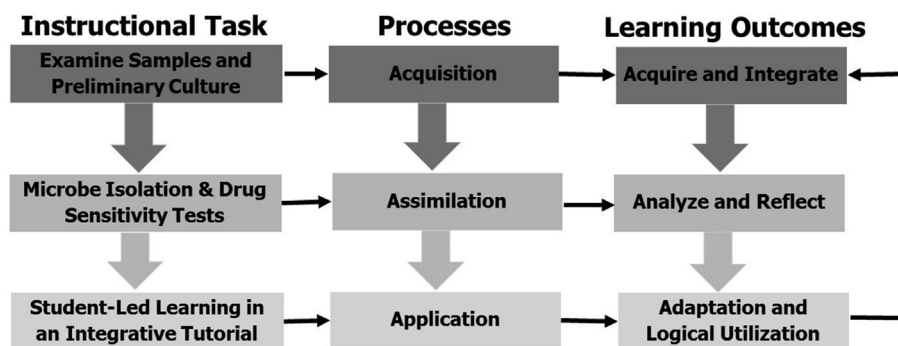 Instructional Task
Processes
Learning Outcomes
Examine Samples and
Preliminary Culture
Acquisition
Acquire and Integrate
Microbe Isolation & Drug
Sensitivity Tests
Assimilation
Analyze and Reflect
Student-Led Learning in
an Integrative Tutorial
Application
Adaptation and
Logical Utilization